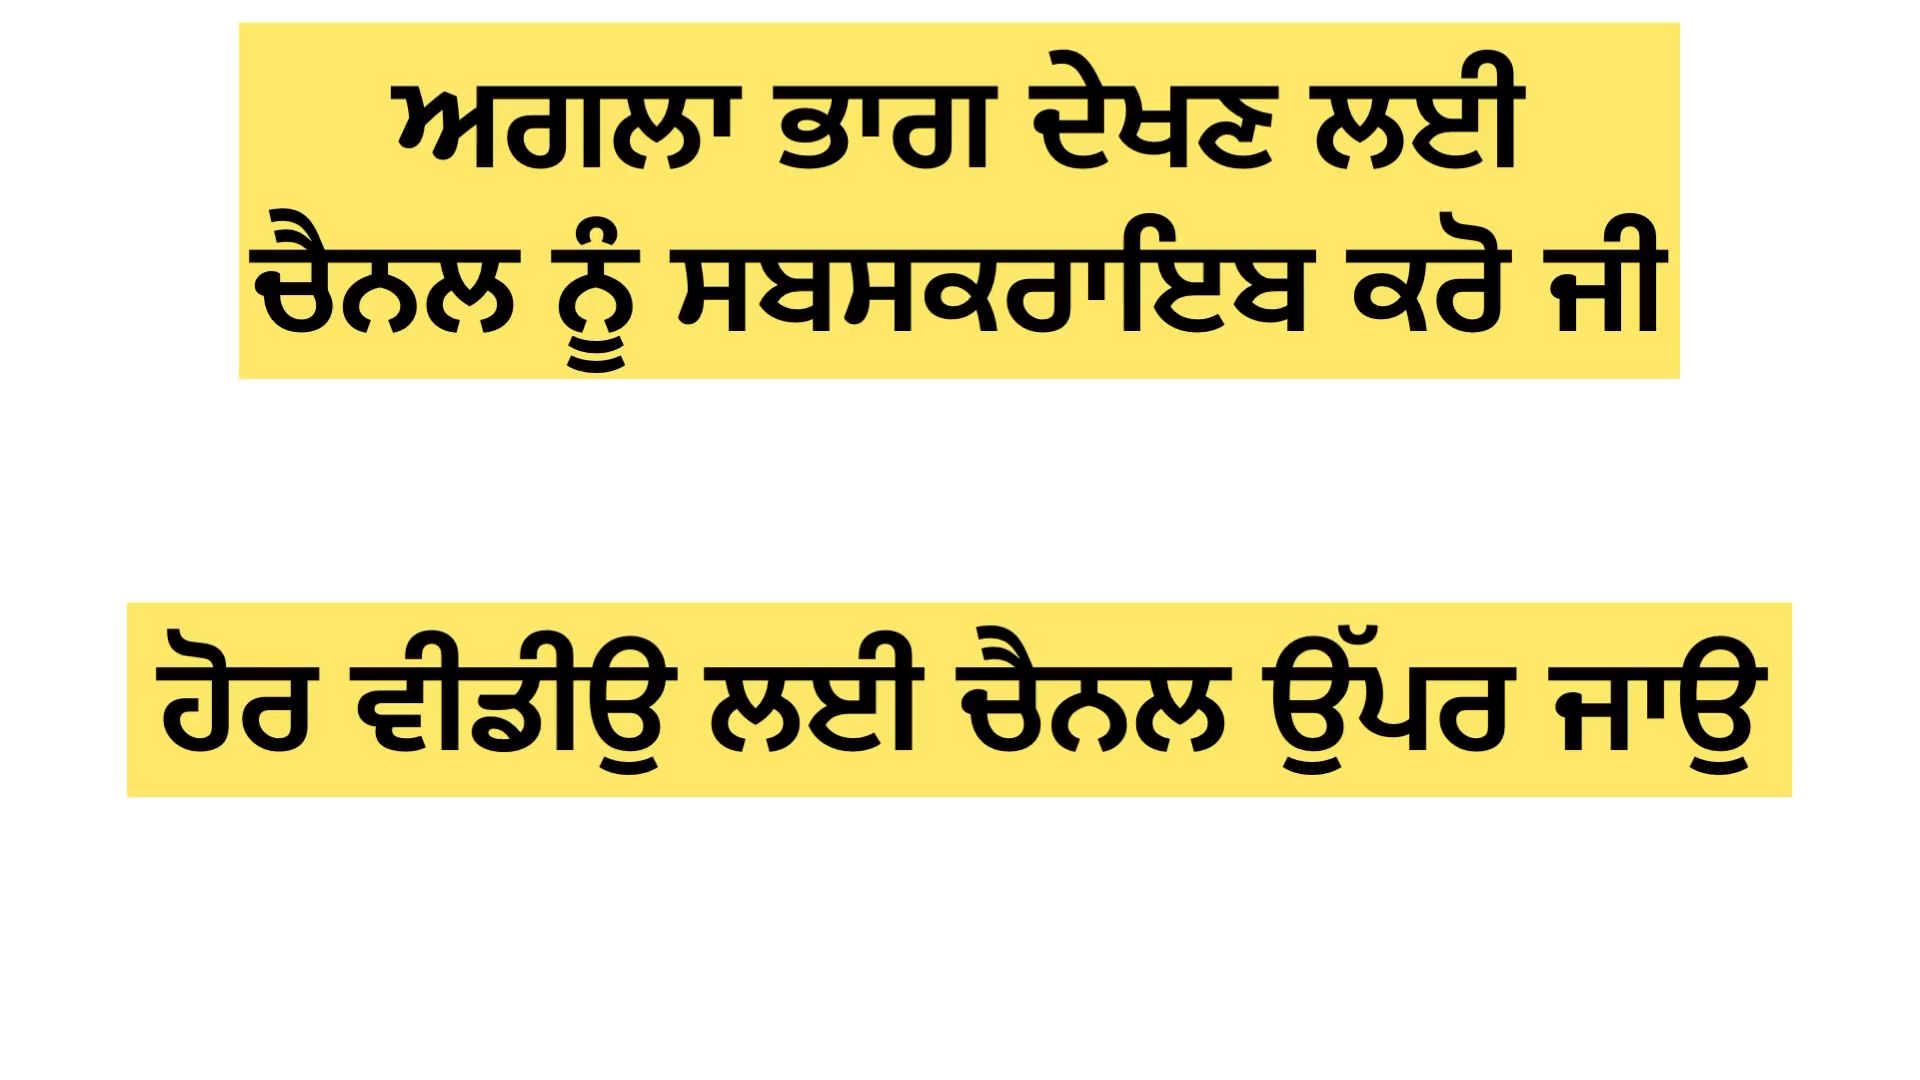 ਅਗਲਾ ਭਾਗ ਦੇਖਣ ਲਈ
ਚੈਨਲ ਨੂੰ ਸਬਸਕਰਾਇਬ ਕਰੋ ਜੀ
ਹੋਰ ਵੀਡੀਉ ਲਈ ਚੈਨਲ ਉੱਪਰ ਜਾਉ